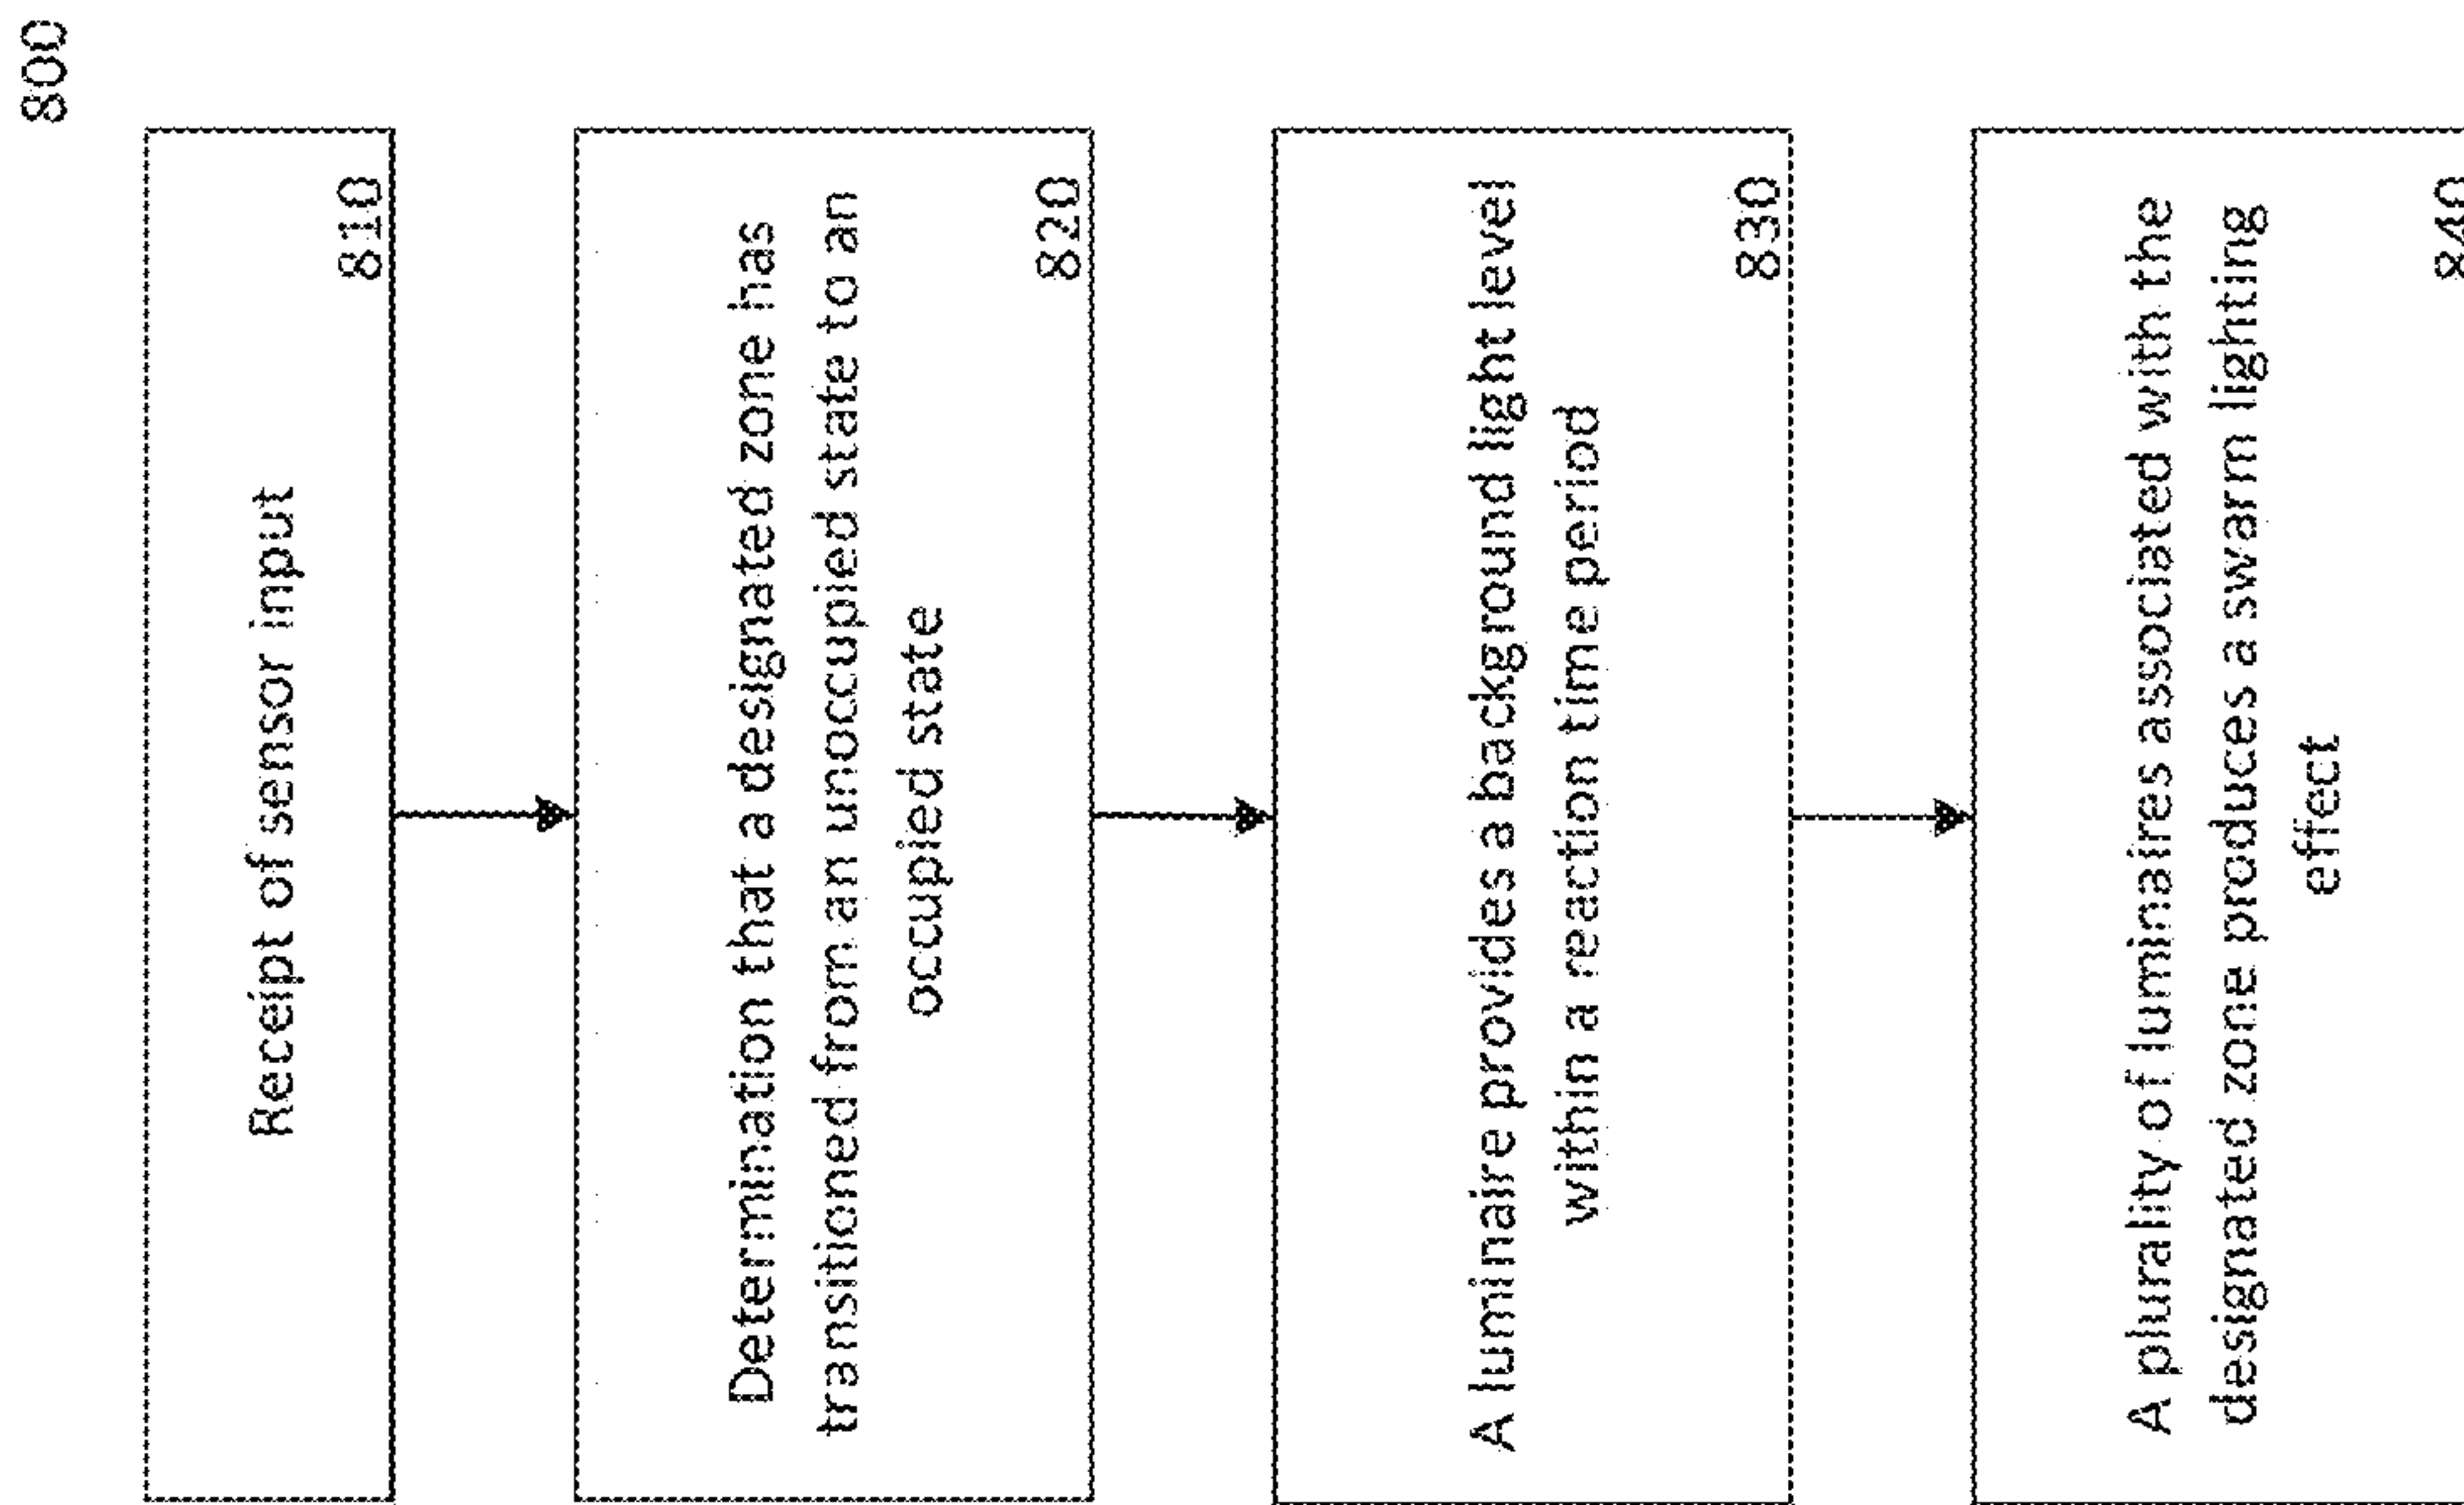 800
Receipt of sensor input
810
Determination that a designated zone has
transitioned from an unoccupied state to an
occupied state
820
A luminaire provides a background light level
within a reaction time period
830
A plurality of luminaires associated with the
designated zone produces a swarm lighting
effect
840